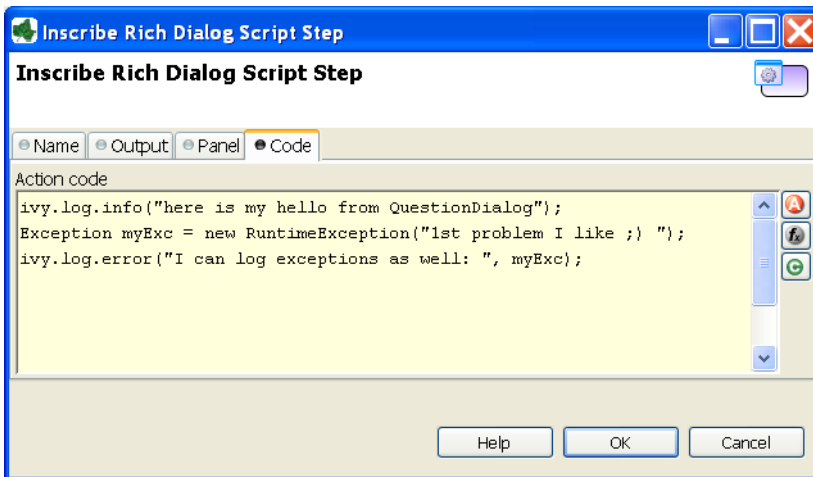 Inscribe Rich Dialog Script Step
Inscribe Rich Dialog Script Step
Name Output Panel Code
Action code
ivy.log.info("here is my hello from QuestionDialog");
Exception myExc = new RuntimeException("1st problem I like ;) ");
ivy.log.error("I can log exceptions as well: ", myExc);
A
fx
C
Help OK Cancel